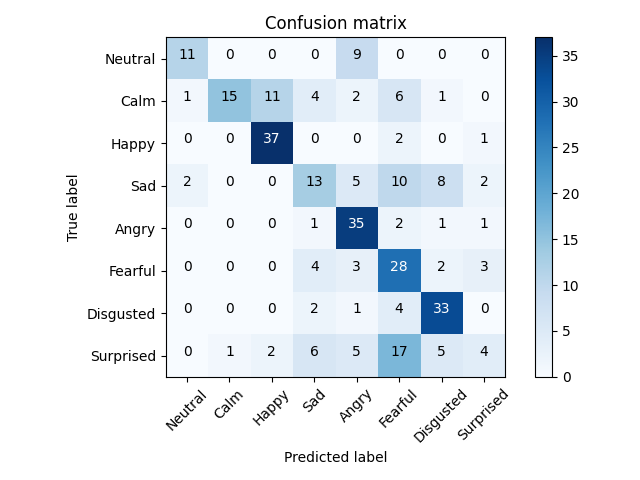 Confusion matrix
Neutral 11 0 0 0 9 0 0 0
Calm 1 15 11 4 2 6 1 0
Happy 0 0 37 0 0 2 0 1
Sad 2 0 0 13 5 10 8 2
Angry 0 0 0 1 35 2 1 1
Fearful 0 0 0 4 3 28 2 3
Disgusted 0 0 0 2 1 4 33 0
Surprised 0 1 2 6 5 17 5 4
True label
Neutral Calm Happy Sad Angry Fearful Disgusted Surprised
Predicted label
35
30
25
20
15
10
5
0